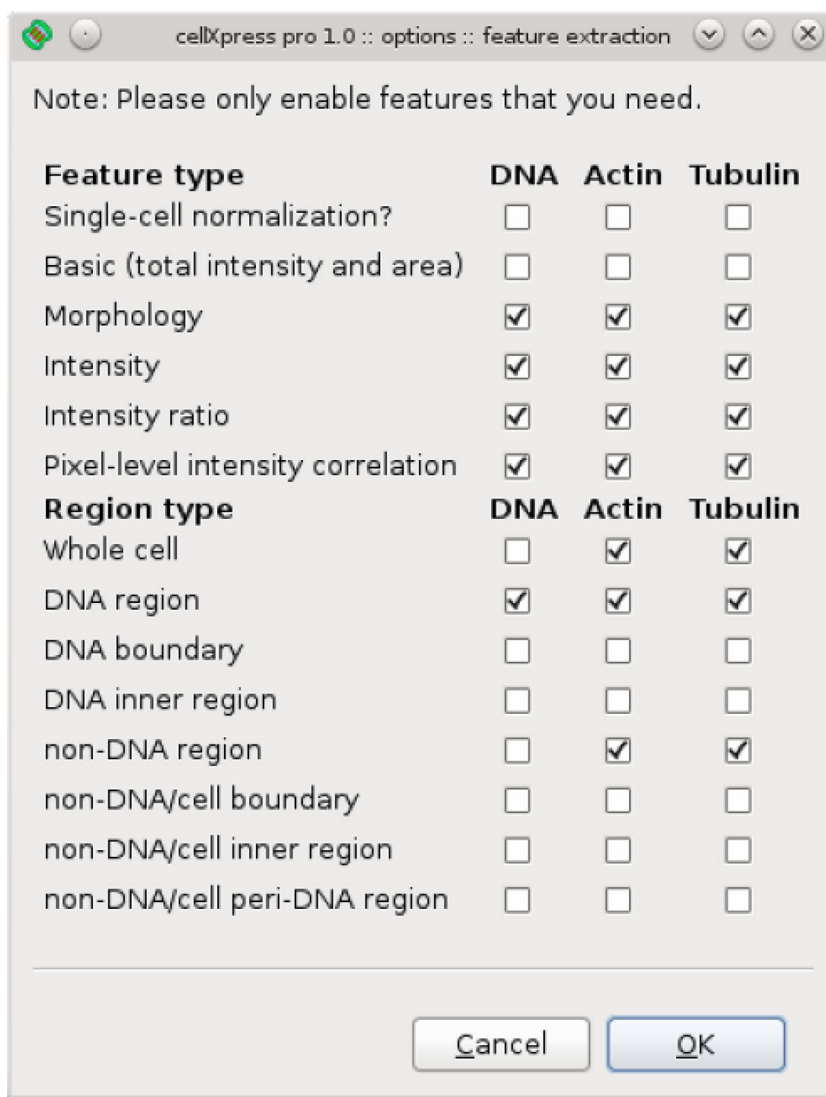 cellXpress pro 1.0 :: options :: feature extraction
Note: Please only enable features that you need.
Feature type DNA Actin Tubulin
Single-cell normalization?
Basic (total intensity and area)
Morphology
Intensity
Intensity ratio
Pixel-level intensity correlation
Region type DNA Actin Tubulin
Whole cell
DNA region
DNA boundary
DNA inner region
non-DNA region
non-DNA/cell boundary
non-DNA/cell inner region
non-DNA/cell peri-DNA region
Cancel OK